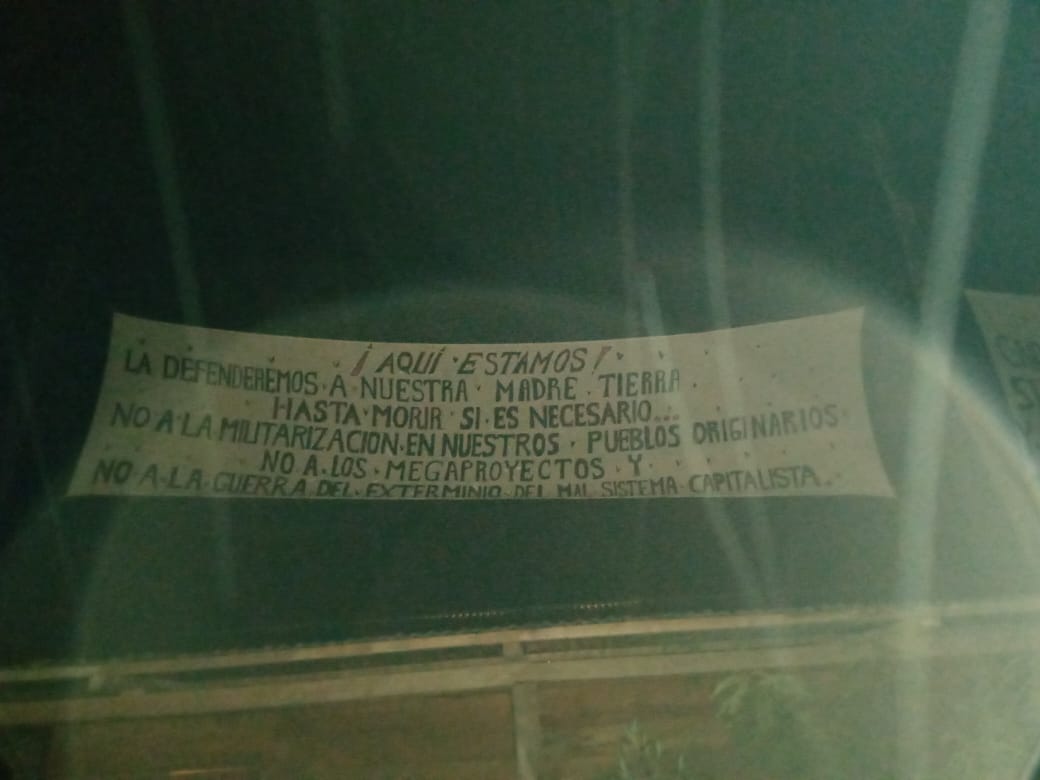 ¡ AQUÍ · ESTAMOS !
LA DEFENDEREMOS · A · NUESTRA · MADRE TIERRA
HASTA · MORIR · SI · ES NECESARIO...
NO A · LA MILITARIZACION · EN NUESTROS · PUEBLOS ORIGINARIOS
NO A · LOS · MEGAPROYECTOS · Y
NO A · LA · GUERRA DEL · EXTERMINIO · DEL MAL SISTEMA · CAPITALISTA